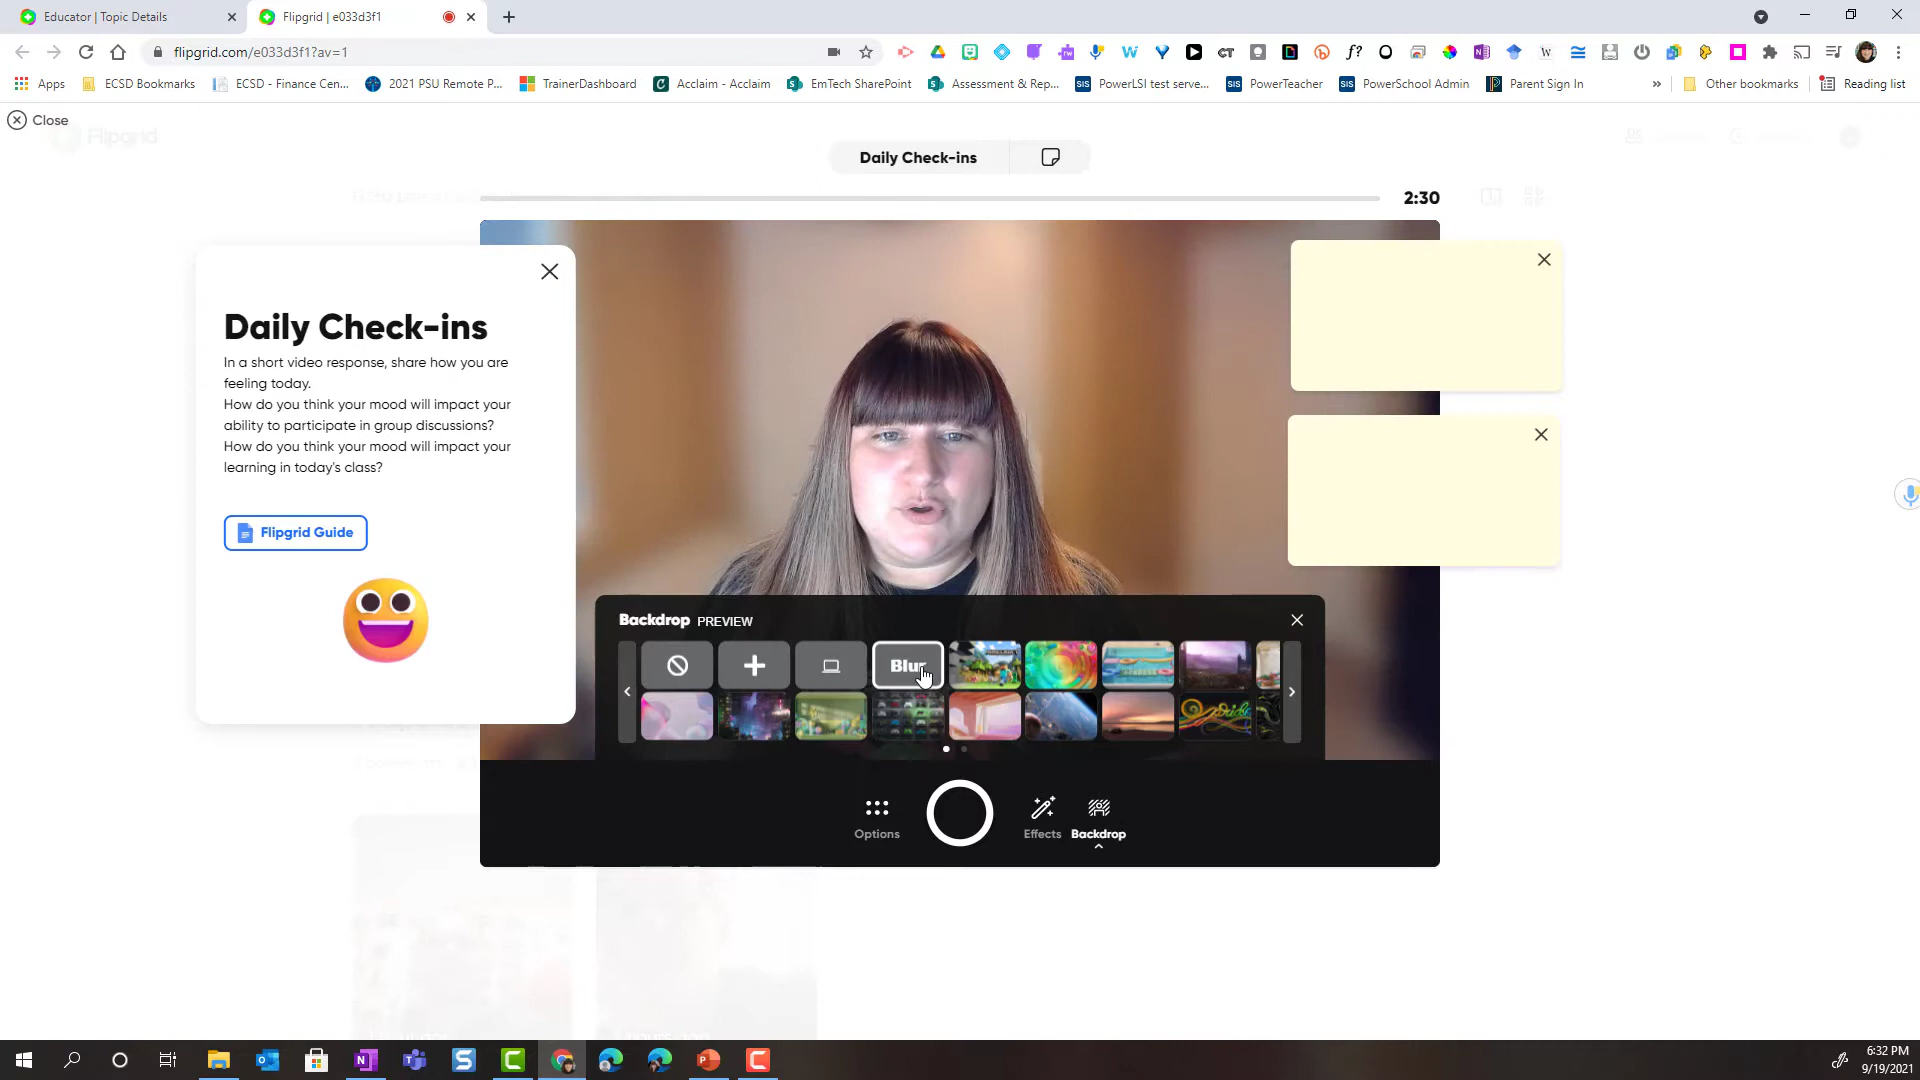 Educator | Topic Details
Flipgrid | e033d3f1
flipgrid.com/e033d3f1?av=1
Apps
ECSD Bookmarks
ECSD - Finance Cen...
2021 PSU Remote P...
TrainerDashboard
Acclaim - Acclaim
EmTech SharePoint
Assessment & Rep...
PowerLSI test serve...
PowerTeacher
PowerSchool Admin
Parent Sign In
Other bookmarks
Reading list
Close
Flipgrid
Daily Check-ins
2:30
Daily Check-ins
In a short video response, share how you are
feeling today.
How do you think your mood will impact your
ability to participate in group discussions?
How do you think your mood will impact your
learning in today's class?
Flipgrid Guide
Backdrop PREVIEW
Blur
Options
Effects
Backdrop
6:32 PM
9/19/2021